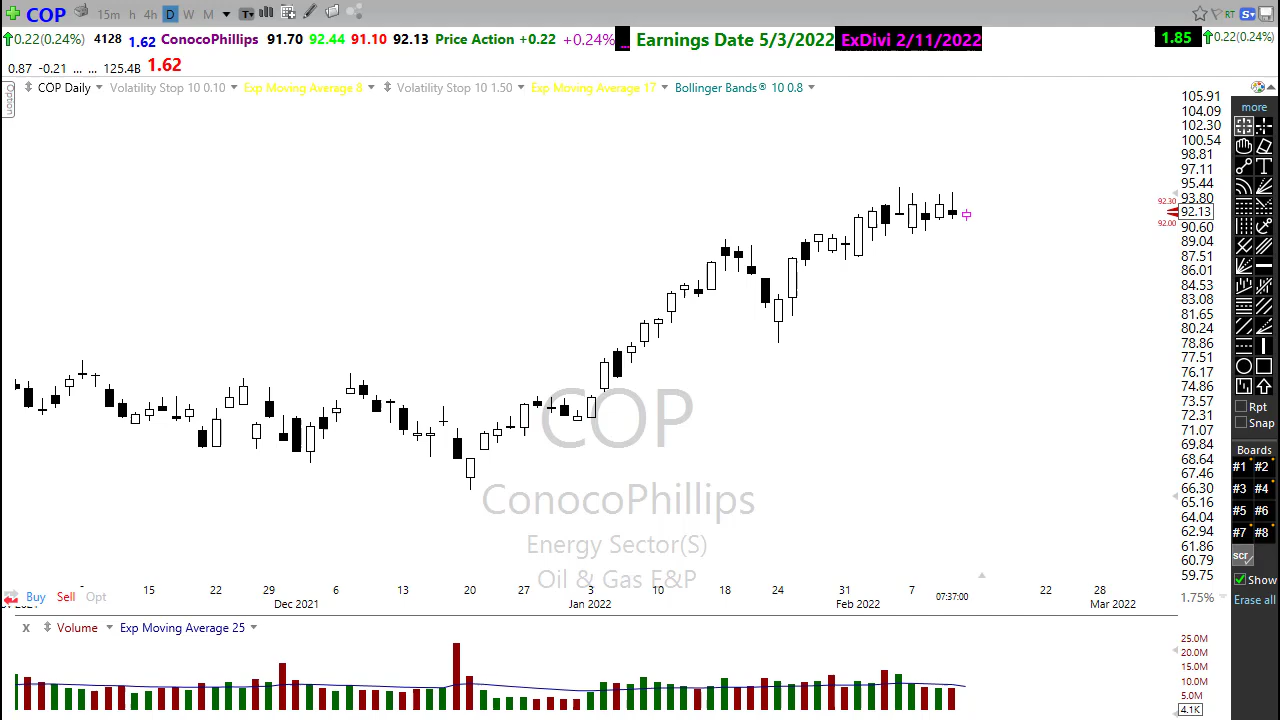 COP 15m h 4h D W M T RT S
0.22(0.24%) 4128 1.62 ConocoPhillips 91.70 92.44 91.10 92.13 Price Action +0.22 +0.24% ... Earnings Date 5/3/2022 ExDivi 2/11/2022 1.85 0.22(0.24%)
0.87 -0.21 ... ... 125.4B 1.62
Option
COP Daily Volatility Stop 10 0.10 Exp Moving Average 8 Volatility Stop 10 1.50 Exp Moving Average 17 Bollinger Bands® 10 0.8
105.91
104.09
102.30
100.54
98.81
97.11
95.44
93.80
92.30
92.13
92.00
90.60
89.04
87.51
86.01
84.53
83.08
81.65
80.24
78.86
77.51
76.17
74.86
73.57
72.31
71.07
69.84
68.64
67.46
66.30
65.16
64.04
62.94
61.86
60.79
59.75
1.75%
COP
ConocoPhillips
Energy Sector(S)
Oil & Gas E&P
15 22 29 6 13 20 27 3 10 18 24 31 7 07:37:00 22 28
Dec 2021 Jan 2022 Feb 2022 Mar 2022
Buy Sell Opt
X Volume Exp Moving Average 25
25.0M
20.0M
15.0M
10.0M
5.0M
4.1K
more
T
Rpt
Snap
Boards
#1 #2
#3 #4
#5 #6
#7 #8
scr
Show
Erase all